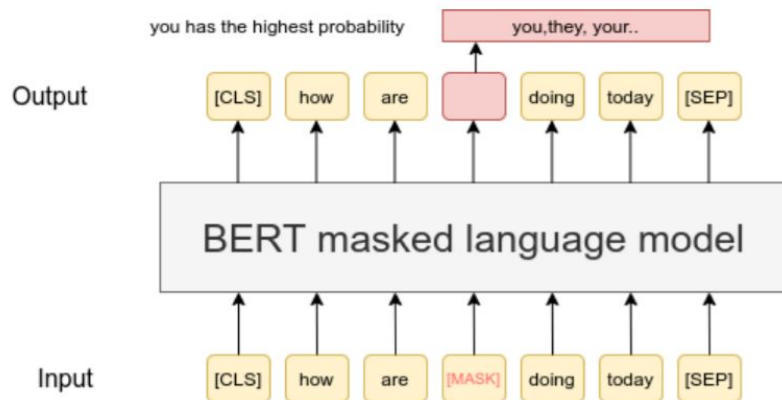 you has the highest probability
you,they, your..
Output
[CLS] how are doing today [SEP]
BERT masked language model
Input
[CLS] how are [MASK] doing today [SEP]